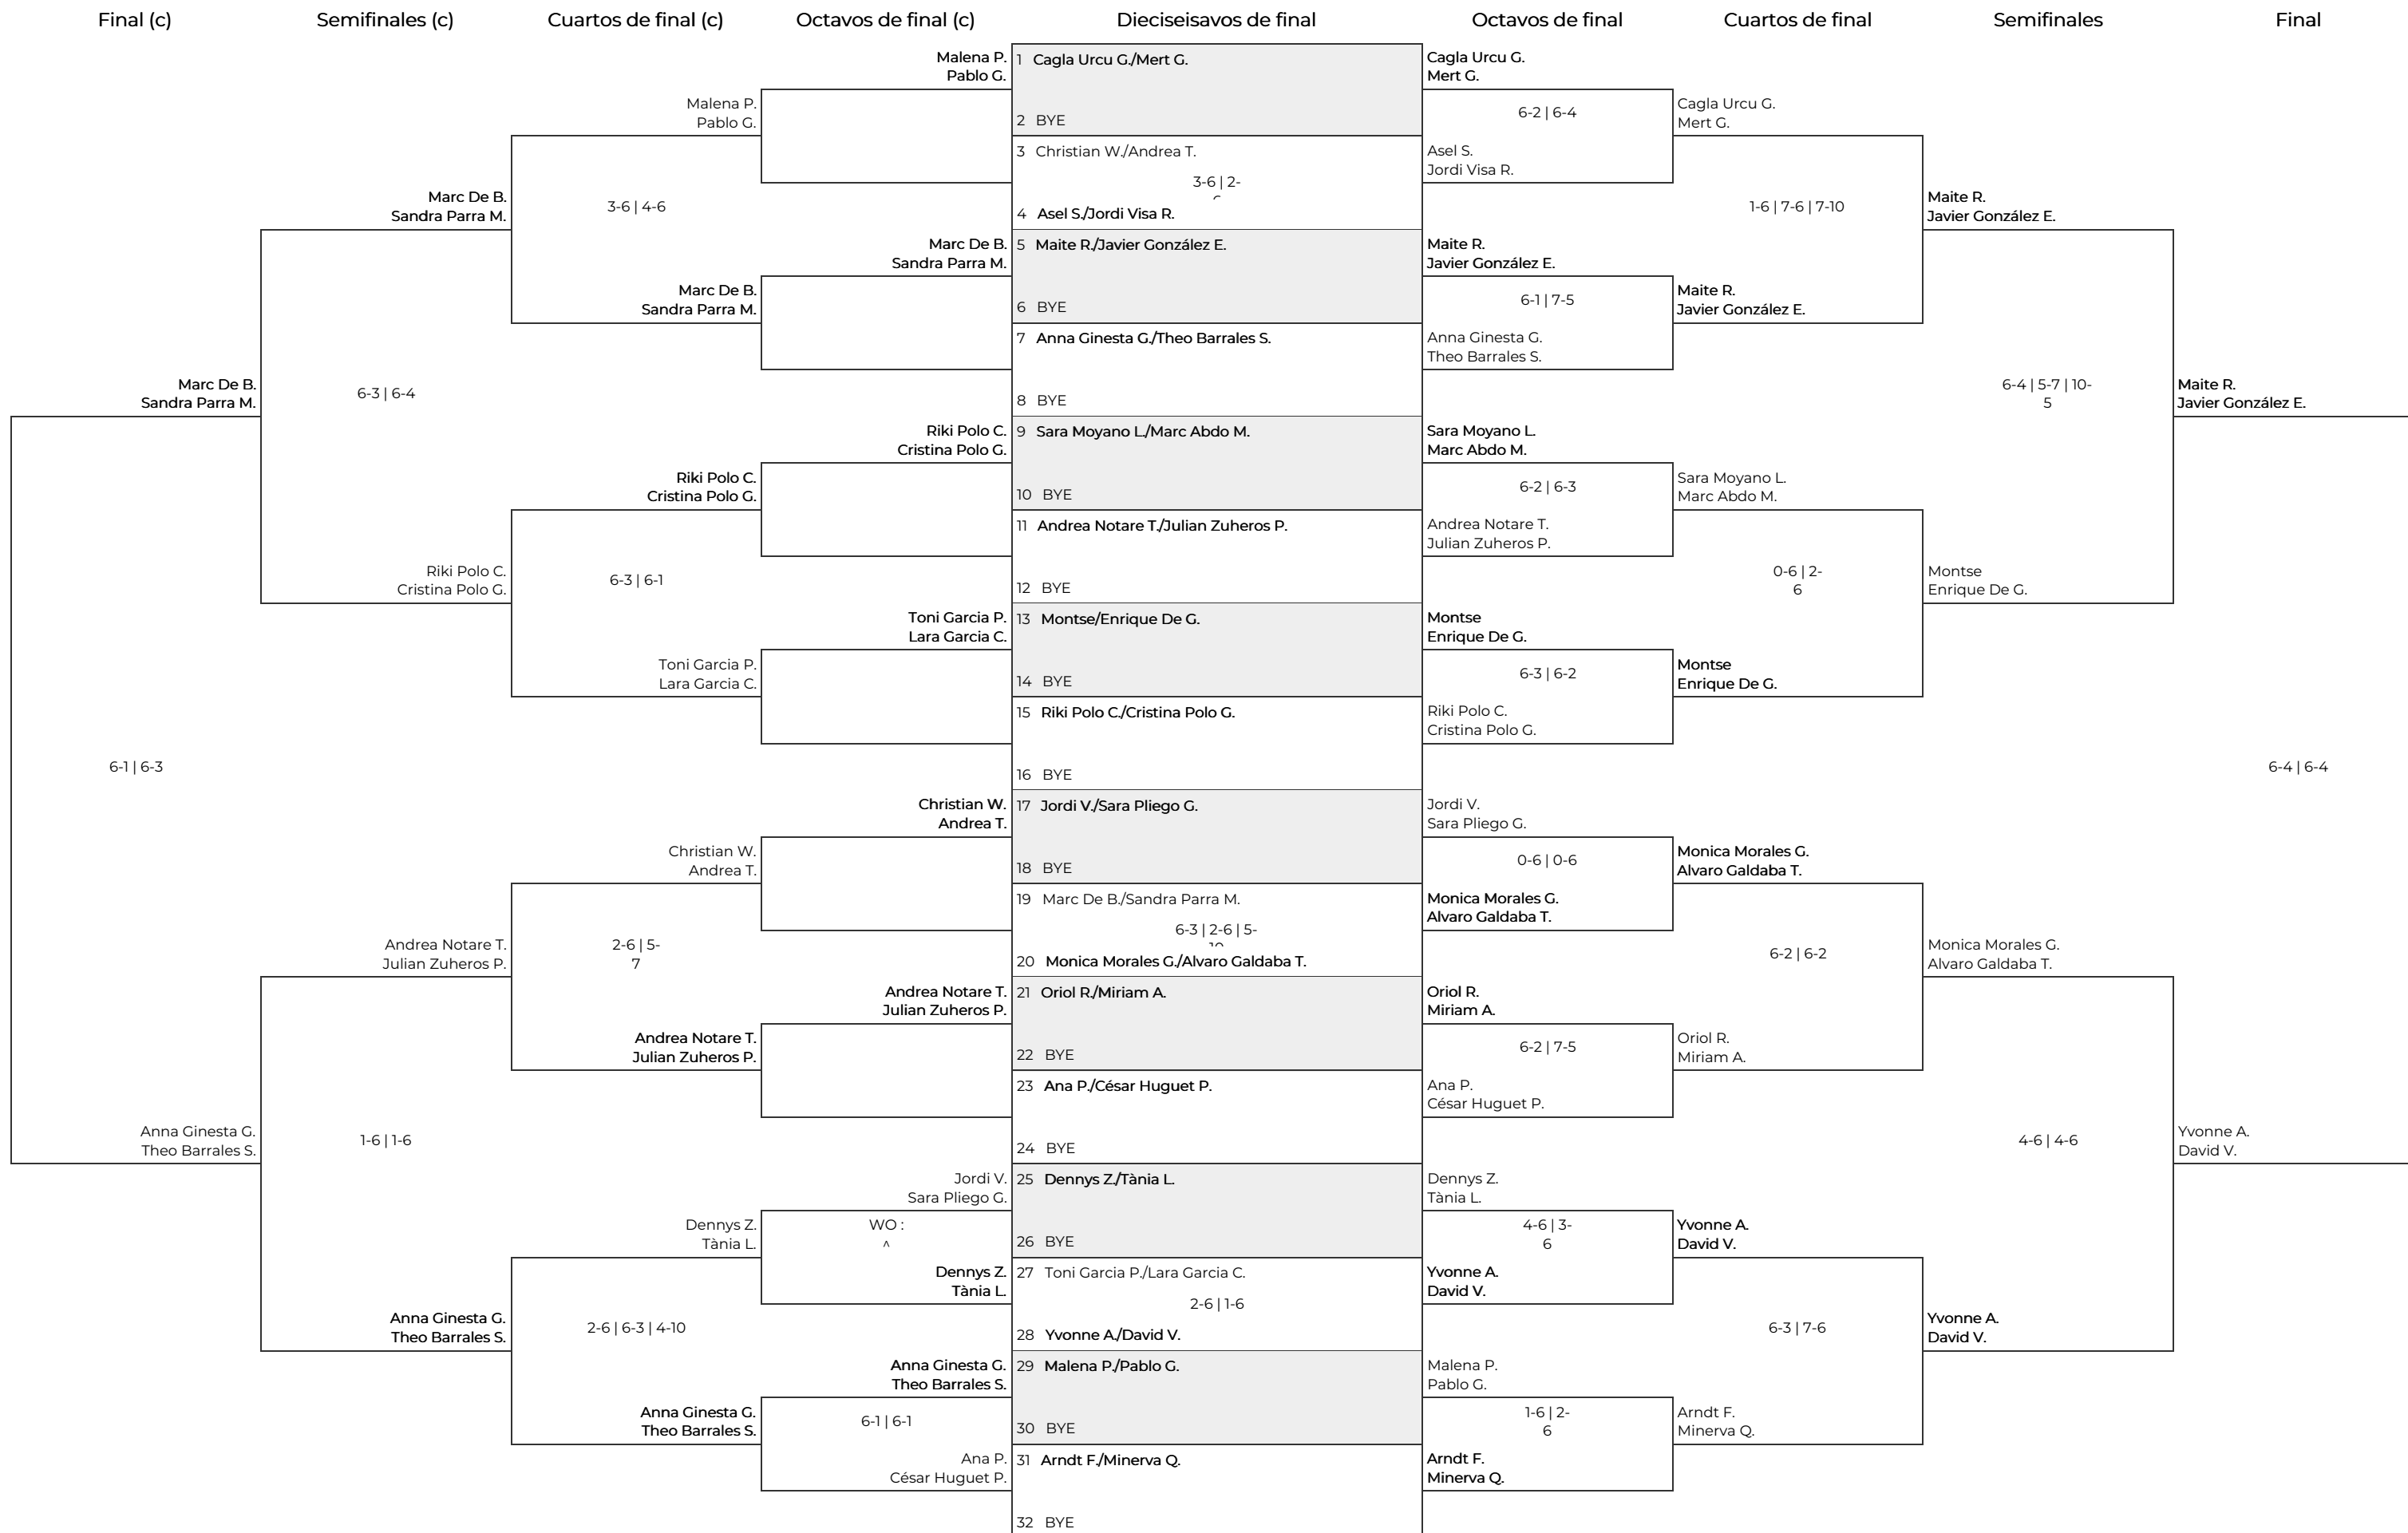 Final (c)
Semifinales (c)
Cuartos de final (c)
Octavos de final (c)
Dieciseisavos de final
Octavos de final
Cuartos de final
Semifinales
Final
Marc De B.
Sandra Parra M.
6-1 | 6-3
Anna Ginesta G.
Theo Barrales S.
Marc De B.
Sandra Parra M.
6-3 | 6-4
Riki Polo C.
Cristina Polo G.
Andrea Notare T.
Julian Zuheros P.
1-6 | 1-6
Anna Ginesta G.
Theo Barrales S.
Malena P.
Pablo G.
3-6 | 4-6
Marc De B.
Sandra Parra M.
Riki Polo C.
Cristina Polo G.
6-3 | 6-1
Toni Garcia P.
Lara Garcia C.
Christian W.
Andrea T.
2-6 | 5-
7
Andrea Notare T.
Julian Zuheros P.
Dennys Z.
Tània L.
2-6 | 6-3 | 4-10
Anna Ginesta G.
Theo Barrales S.
Malena P.
Pablo G.
Marc De B.
Sandra Parra M.
Riki Polo C.
Cristina Polo G.
Toni Garcia P.
Lara Garcia C.
Christian W.
Andrea T.
Andrea Notare T.
Julian Zuheros P.
Jordi V.
Sara Pliego G.
WO :
^
Dennys Z.
Tània L.
Anna Ginesta G.
Theo Barrales S.
6-1 | 6-1
Ana P.
César Huguet P.
1 Cagla Urcu G./Mert G.
2 BYE
3 Christian W./Andrea T.
3-6 | 2-
4 Asel S./Jordi Visa R.
5 Maite R./Javier González E.
6 BYE
7 Anna Ginesta G./Theo Barrales S.
8 BYE
9 Sara Moyano L./Marc Abdo M.
10 BYE
11 Andrea Notare T./Julian Zuheros P.
12 BYE
13 Montse/Enrique De G.
14 BYE
15 Riki Polo C./Cristina Polo G.
16 BYE
17 Jordi V./Sara Pliego G.
18 BYE
19 Marc De B./Sandra Parra M.
6-3 | 2-6 | 5-
20 Monica Morales G./Alvaro Galdaba T.
21 Oriol R./Miriam A.
22 BYE
23 Ana P./César Huguet P.
24 BYE
25 Dennys Z./Tània L.
26 BYE
27 Toni Garcia P./Lara Garcia C.
2-6 | 1-6
28 Yvonne A./David V.
29 Malena P./Pablo G.
30 BYE
31 Arndt F./Minerva Q.
32 BYE
Cagla Urcu G.
Mert G.
6-2 | 6-4
Asel S.
Jordi Visa R.
Maite R.
Javier González E.
6-1 | 7-5
Anna Ginesta G.
Theo Barrales S.
Sara Moyano L.
Marc Abdo M.
6-2 | 6-3
Andrea Notare T.
Julian Zuheros P.
Montse
Enrique De G.
6-3 | 6-2
Riki Polo C.
Cristina Polo G.
Jordi V.
Sara Pliego G.
0-6 | 0-6
Monica Morales G.
Alvaro Galdaba T.
Oriol R.
Miriam A.
6-2 | 7-5
Ana P.
César Huguet P.
Dennys Z.
Tània L.
4-6 | 3-
6
Yvonne A.
David V.
Malena P.
Pablo G.
1-6 | 2-
6
Arndt F.
Minerva Q.
Cagla Urcu G.
Mert G.
1-6 | 7-6 | 7-10
Maite R.
Javier González E.
Sara Moyano L.
Marc Abdo M.
0-6 | 2-
6
Montse
Enrique De G.
Monica Morales G.
Alvaro Galdaba T.
6-2 | 6-2
Oriol R.
Miriam A.
Yvonne A.
David V.
6-3 | 7-6
Arndt F.
Minerva Q.
Maite R.
Javier González E.
6-4 | 5-7 | 10-
5
Montse
Enrique De G.
Monica Morales G.
Alvaro Galdaba T.
4-6 | 4-6
Yvonne A.
David V.
Maite R.
Javier González E.
6-4 | 6-4
Yvonne A.
David V.